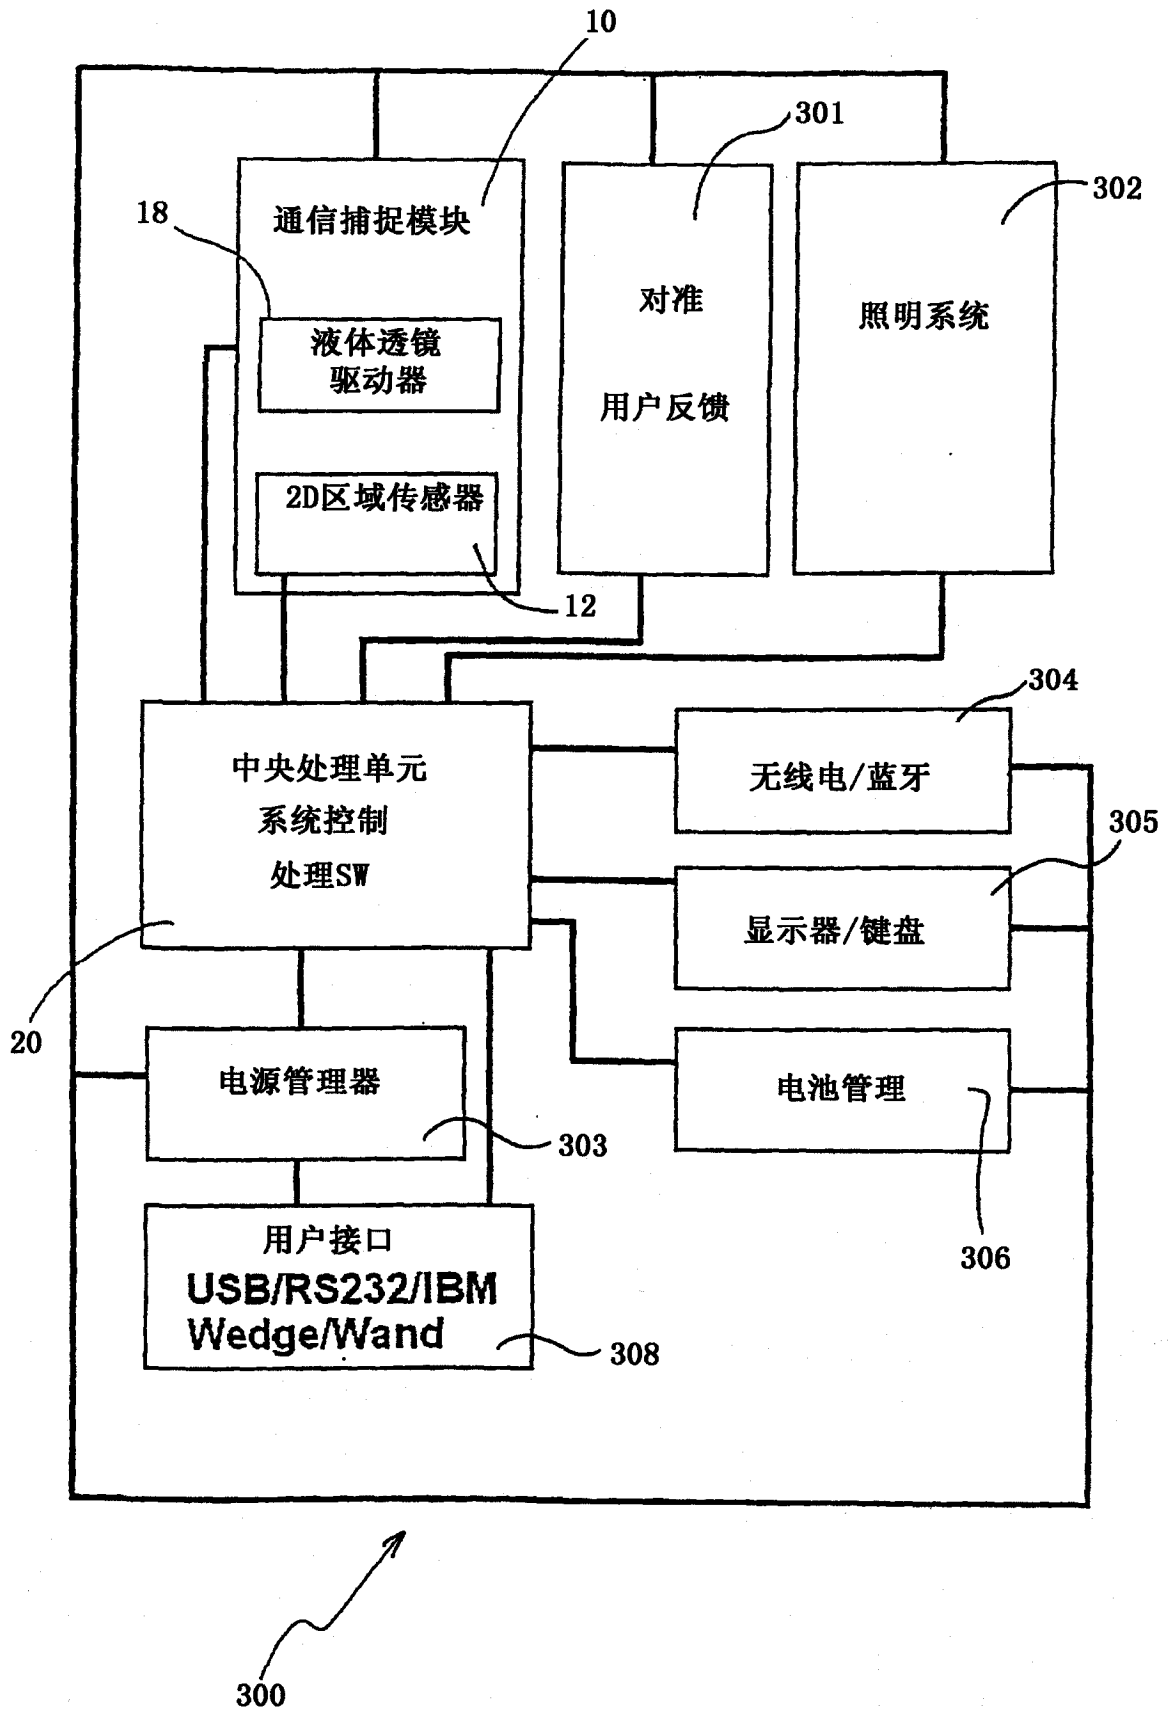 10
301
302
18
通信捕捉模块
液体透镜
驱动器
2D区域传感器
12
对准
用户反馈
照明系统
中央处理单元
系统控制
处理SW
20
304
无线电/蓝牙
305
显示器/键盘
电池管理
306
电源管理器
303
用户接口
USB/RS232/IBM
Wedge/Wand
308
300